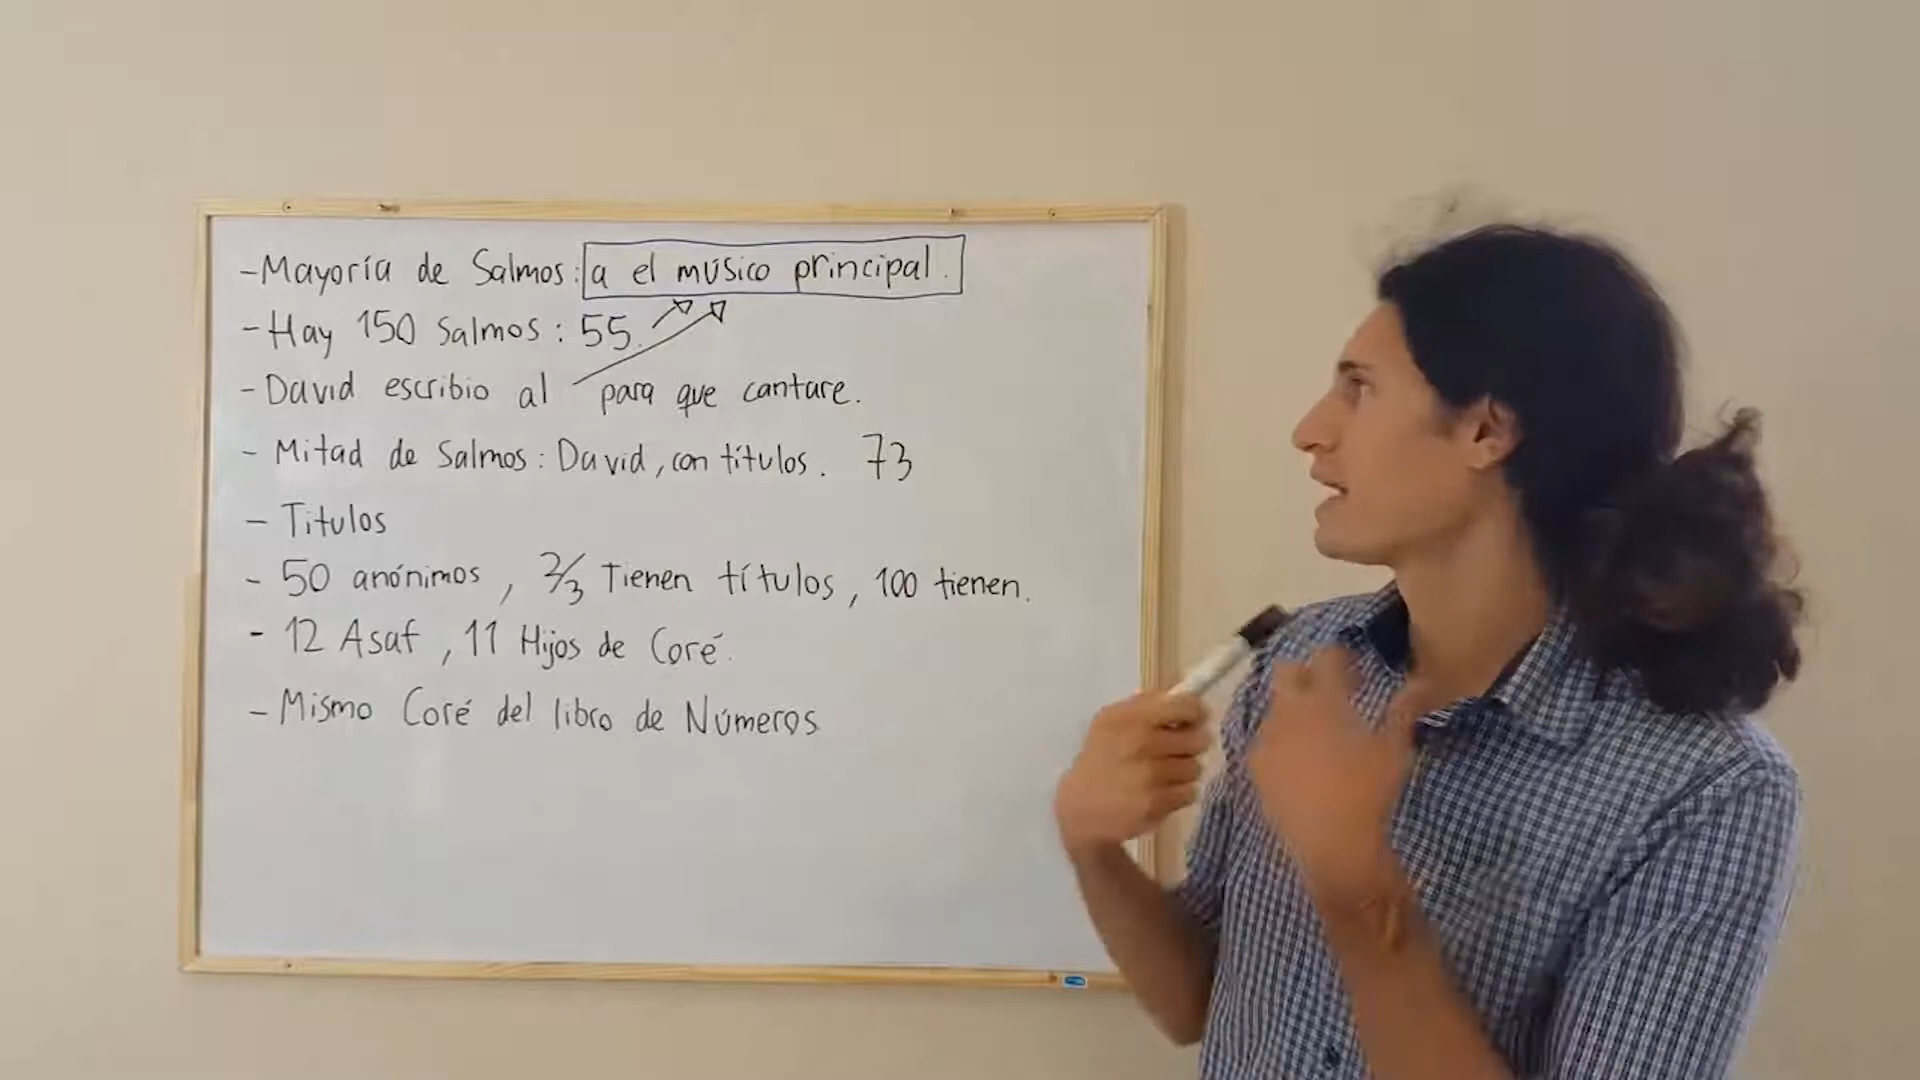 -Mayoría de Salmos: a el músico principal.
-Hay 150 Salmos: 55.
-David escribio al para que cantare.
- Mitad de Salmos: David, con títulos. 73
- Titulos
- 50 anónimos, 2/3 Tienen títulos, 100 tienen.
- 12 Asaf, 11 Hijos de Coré.
- Mismo Coré del libro de Números